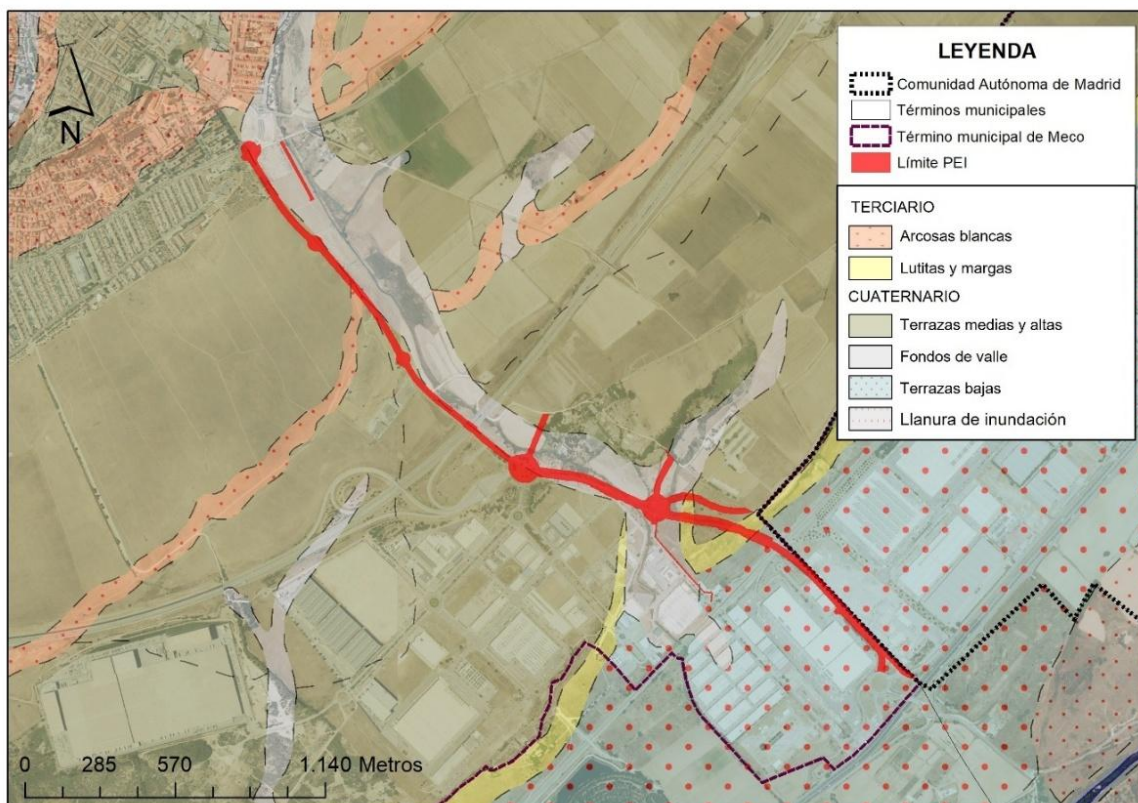 LEYENDA
Comunidad Autónoma de Madrid
Términos municipales
Término municipal de Meco
Límite PEI
TERCIARIO
Arcosas blancas
Lutitas y margas
CUATERNARIO
Terrazas medias y altas
Fondos de valle
Terrazas bajas
Llanura de inundación
N
0 285 570 1.140 Metros